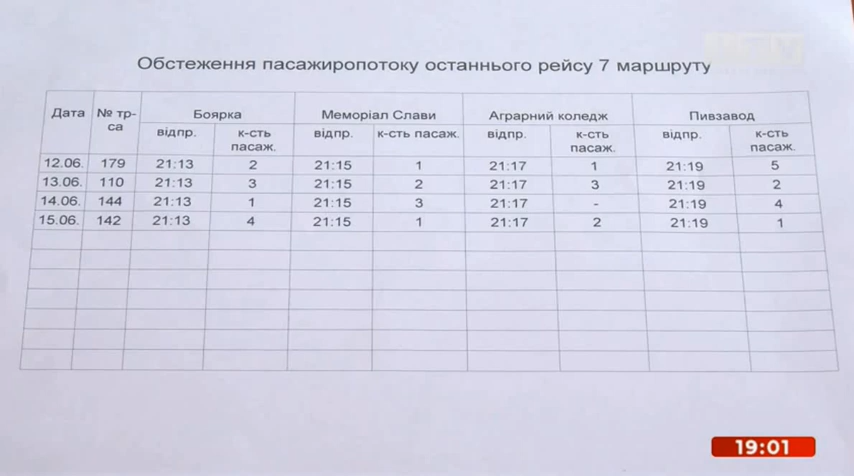 Обстеження пасажиропотоку останнього рейсу 7 маршруту
Дата № тр-са Боярка Меморіал Слави Аграрний коледж Пивзавод
відпр. к-сть пасаж. відпр. к-сть пасаж. відпр. к-сть пасаж. відпр. к-сть пасаж.
12.06. 179 21:13 2 21:15 1 21:17 1 21:19 5
13.06. 110 21:13 3 21:15 2 21:17 3 21:19 2
14.06. 144 21:13 1 21:15 3 21:17 - 21:19 4
15.06. 142 21:13 4 21:15 1 21:17 2 21:19 1
19:01